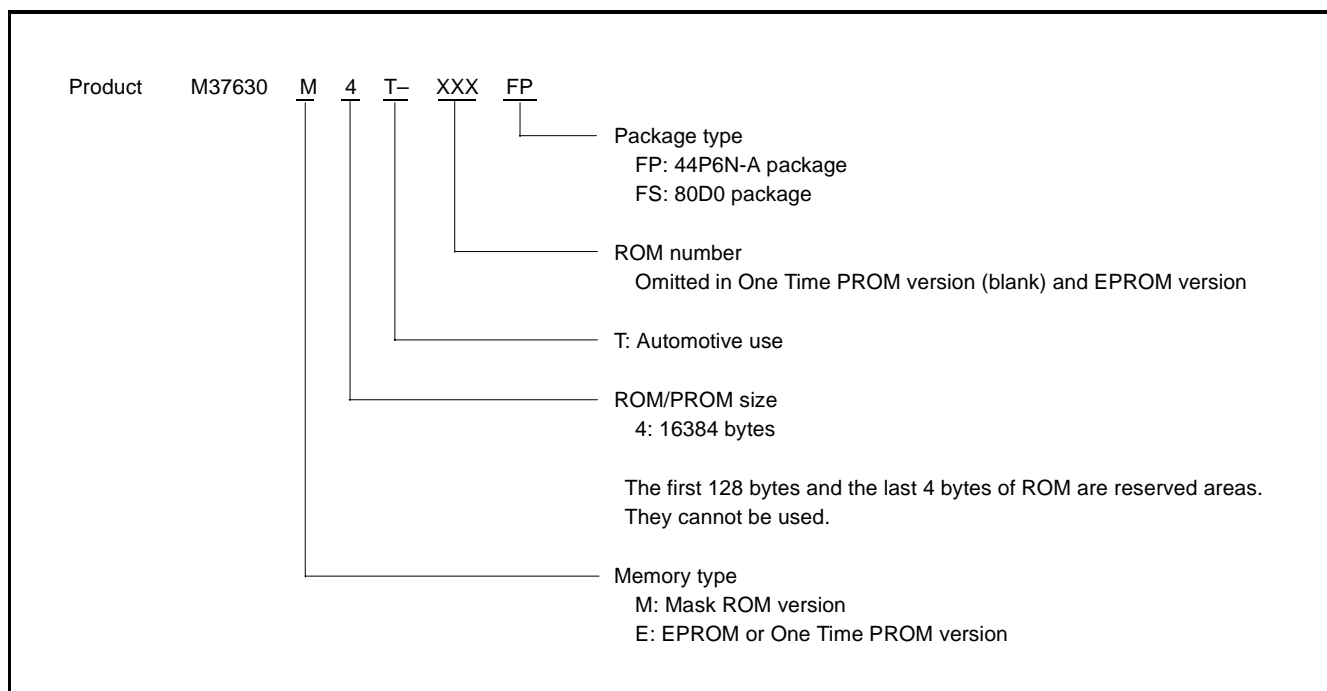 Product M37630 M 4 T– XXX FP
Package type
FP: 44P6N-A package
FS: 80D0 package
ROM number
Omitted in One Time PROM version (blank) and EPROM version
T: Automotive use
ROM/PROM size
4: 16384 bytes
The first 128 bytes and the last 4 bytes of ROM are reserved areas.
They cannot be used.
Memory type
M: Mask ROM version
E: EPROM or One Time PROM version